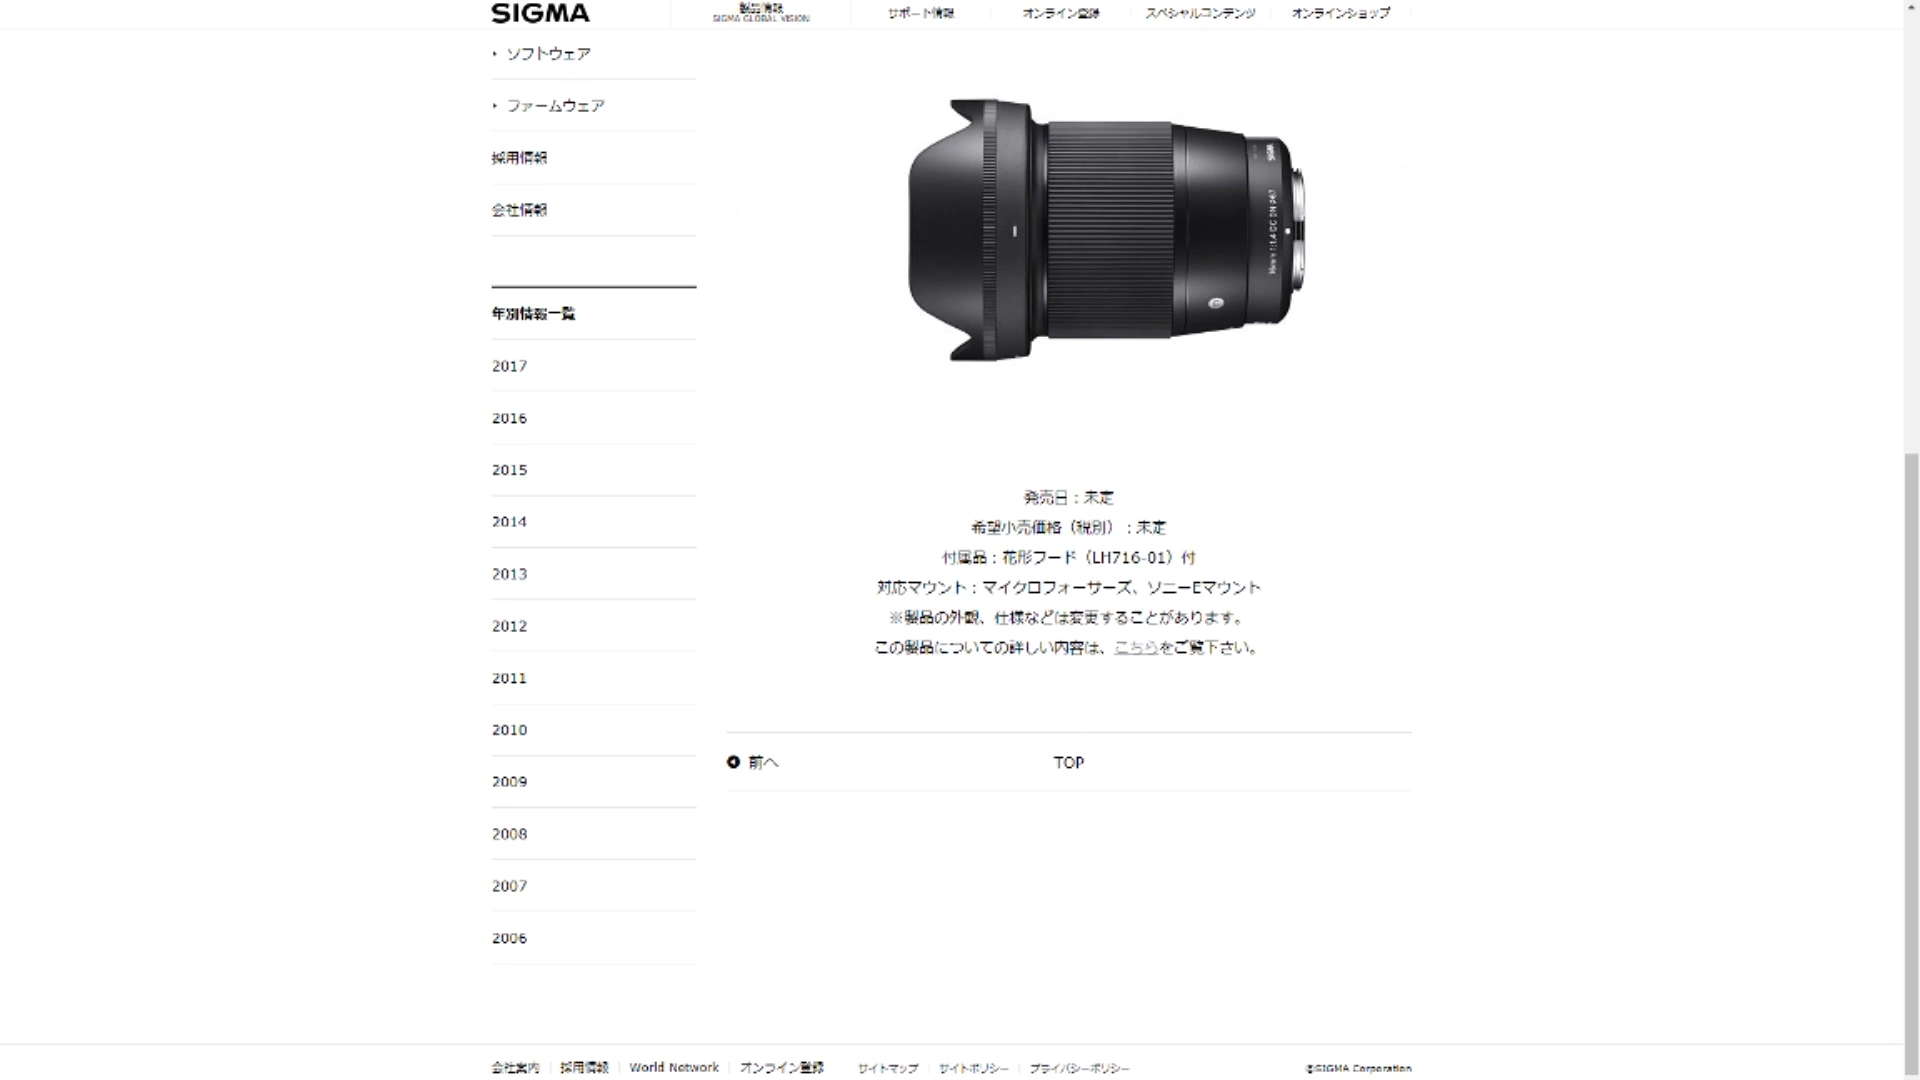 SIGMA
製品情報
SIGMA GLOBAL VISION
サポート情報
オンライン登録
スペシャルコンテンツ
オンラインショップ
ソフトウェア
ファームウェア
採用情報
会社情報
年別情報一覧
2017
2016
2015
2014
2013
2012
2011
2010
2009
2008
2007
2006
SIGMA
16mm 1:1.4 DC DN ø67
C
発売日：未定
希望小売価格（税別）：未定
付属品：花形フード（LH716-01）付
対応マウント：マイクロフォーサーズ、ソニーEマウント
※製品の外観、仕様などは変更することがあります。
この製品についての詳しい内容は、こちらをご覧下さい。
前へ
TOP
会社案内
採用情報
World Network
オンライン登録
サイトマップ
サイトポリシー
プライバシーポリシー
©SIGMA Corporation